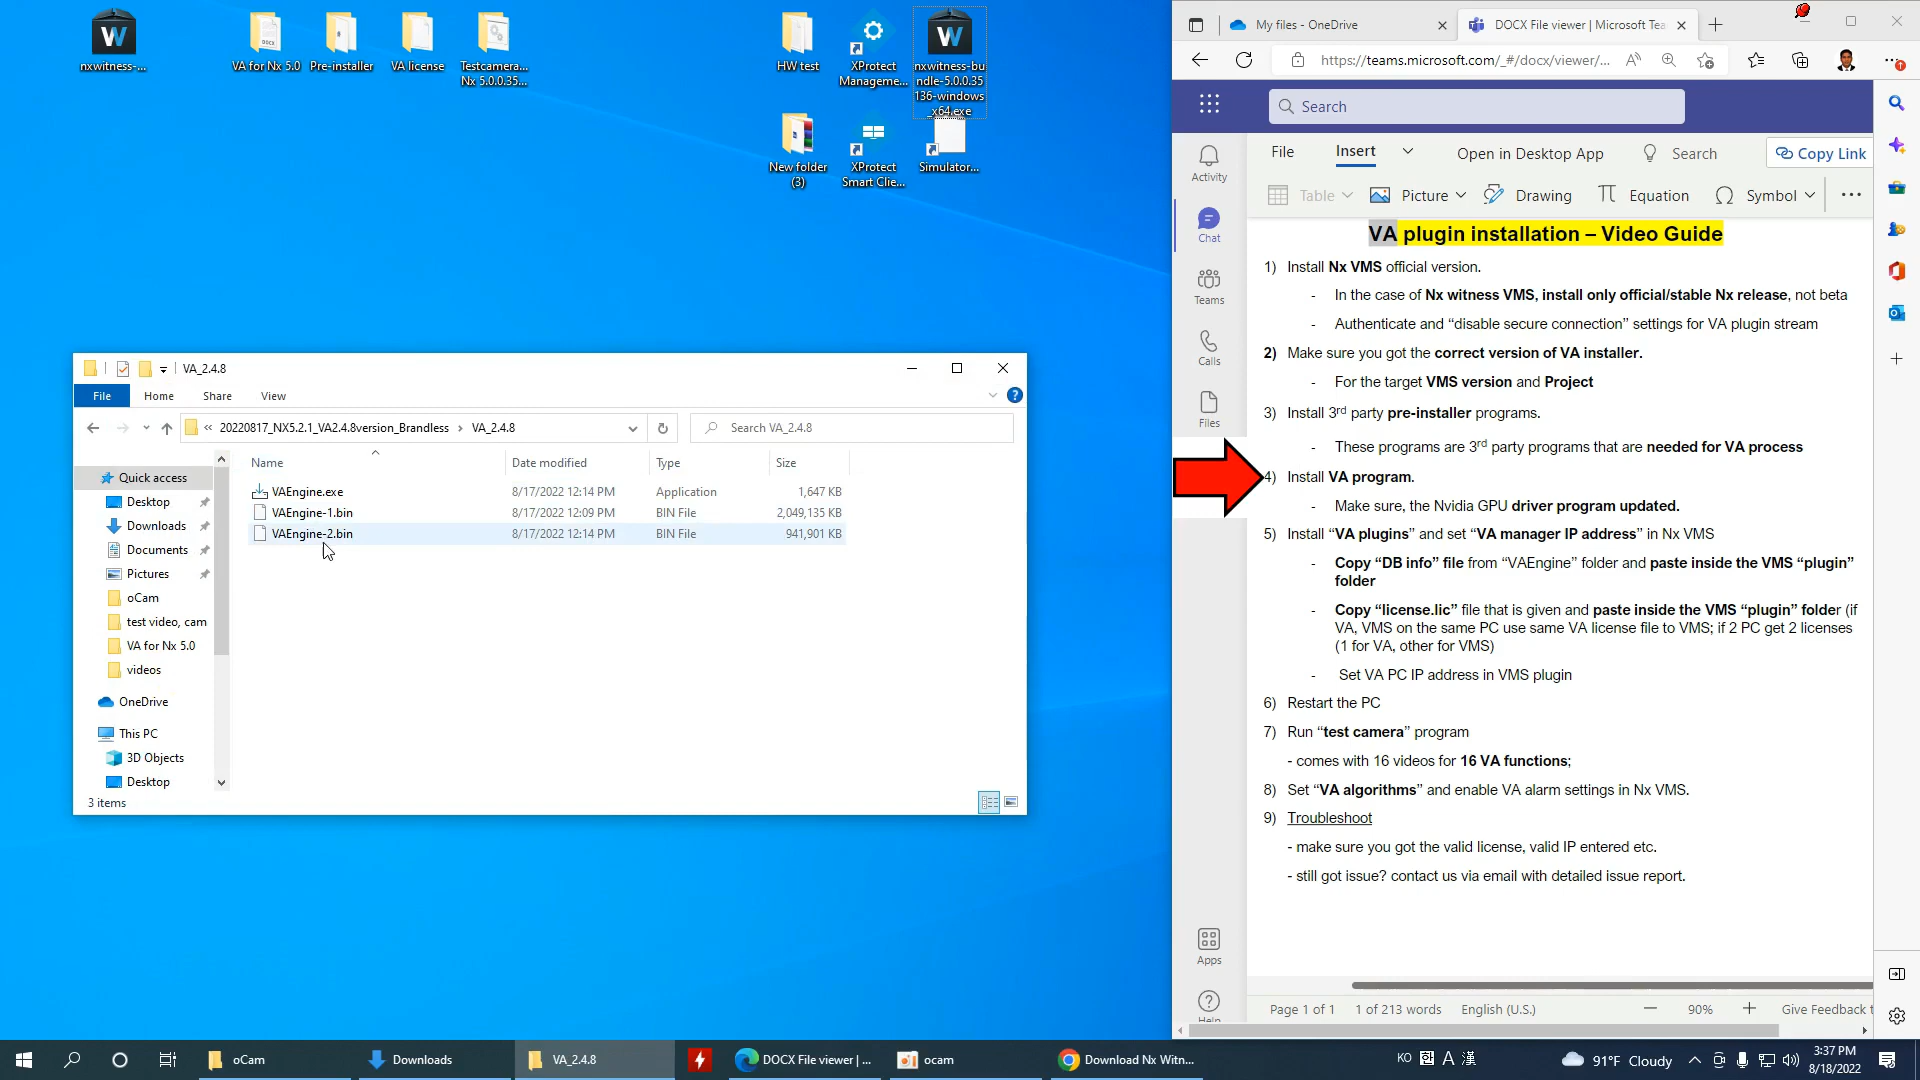 nxwitness-...
VA for Nx 5.0
Pre-installer
VA license
Testcamera...
Nx 5.0.0.35...
HW test
XProtect
Manageme...
nxwitness-bu
ndle-5.0.0.35
136-windows
_x64.exe
New folder
(3)
XProtect
Smart Clie...
Simulator...
VA_2.4.8
File
Home
Share
View
« 20220817_NX5.2.1_VA2.4.8version_Brandless > VA_2.4.8
Search VA_2.4.8
Name
Date modified
Type
Size
VAEngine.exe 8/17/2022 12:14 PM Application 1,647 KB
VAEngine-1.bin 8/17/2022 12:09 PM BIN File 2,049,135 KB
VAEngine-2.bin 8/17/2022 12:14 PM BIN File 941,901 KB
Quick access
Desktop
Downloads
Documents
Pictures
oCam
test video, cam
VA for Nx 5.0
videos
OneDrive
This PC
3D Objects
Desktop
3 items
My files - OneDrive
DOCX File viewer | Microsoft Tea
https://teams.microsoft.com/_#/docx/viewer/...
Search
File
Insert
Open in Desktop App
Search
Copy Link
Table
Picture
Drawing
Equation
Symbol
Activity
Chat
Teams
Calls
Files
Apps
Help
VA plugin installation – Video Guide
1) Install Nx VMS official version.
- In the case of Nx witness VMS, install only official/stable Nx release, not beta
- Authenticate and “disable secure connection” settings for VA plugin stream
2) Make sure you got the correct version of VA installer.
- For the target VMS version and Project
3) Install 3rd party pre-installer programs.
- These programs are 3rd party programs that are needed for VA process
4) Install VA program.
- Make sure, the Nvidia GPU driver program updated.
5) Install “VA plugins” and set “VA manager IP address” in Nx VMS
- Copy “DB info” file from “VAEngine” folder and paste inside the VMS “plugin”
folder
- Copy “license.lic” file that is given and paste inside the VMS “plugin” folder (if
VA, VMS on the same PC use same VA license file to VMS; if 2 PC get 2 licenses
(1 for VA, other for VMS)
- Set VA PC IP address in VMS plugin
6) Restart the PC
7) Run “test camera” program
- comes with 16 videos for 16 VA functions;
8) Set “VA algorithms” and enable VA alarm settings in Nx VMS.
9) Troubleshoot
- make sure you got the valid license, valid IP entered etc.
- still got issue? contact us via email with detailed issue report.
Page 1 of 1
1 of 213 words
English (U.S.)
90%
Give Feedback t
oCam
Downloads
VA_2.4.8
DOCX File viewer | ...
ocam
Download Nx Witn...
KO
A 漢
91°F Cloudy
3:37 PM
8/18/2022